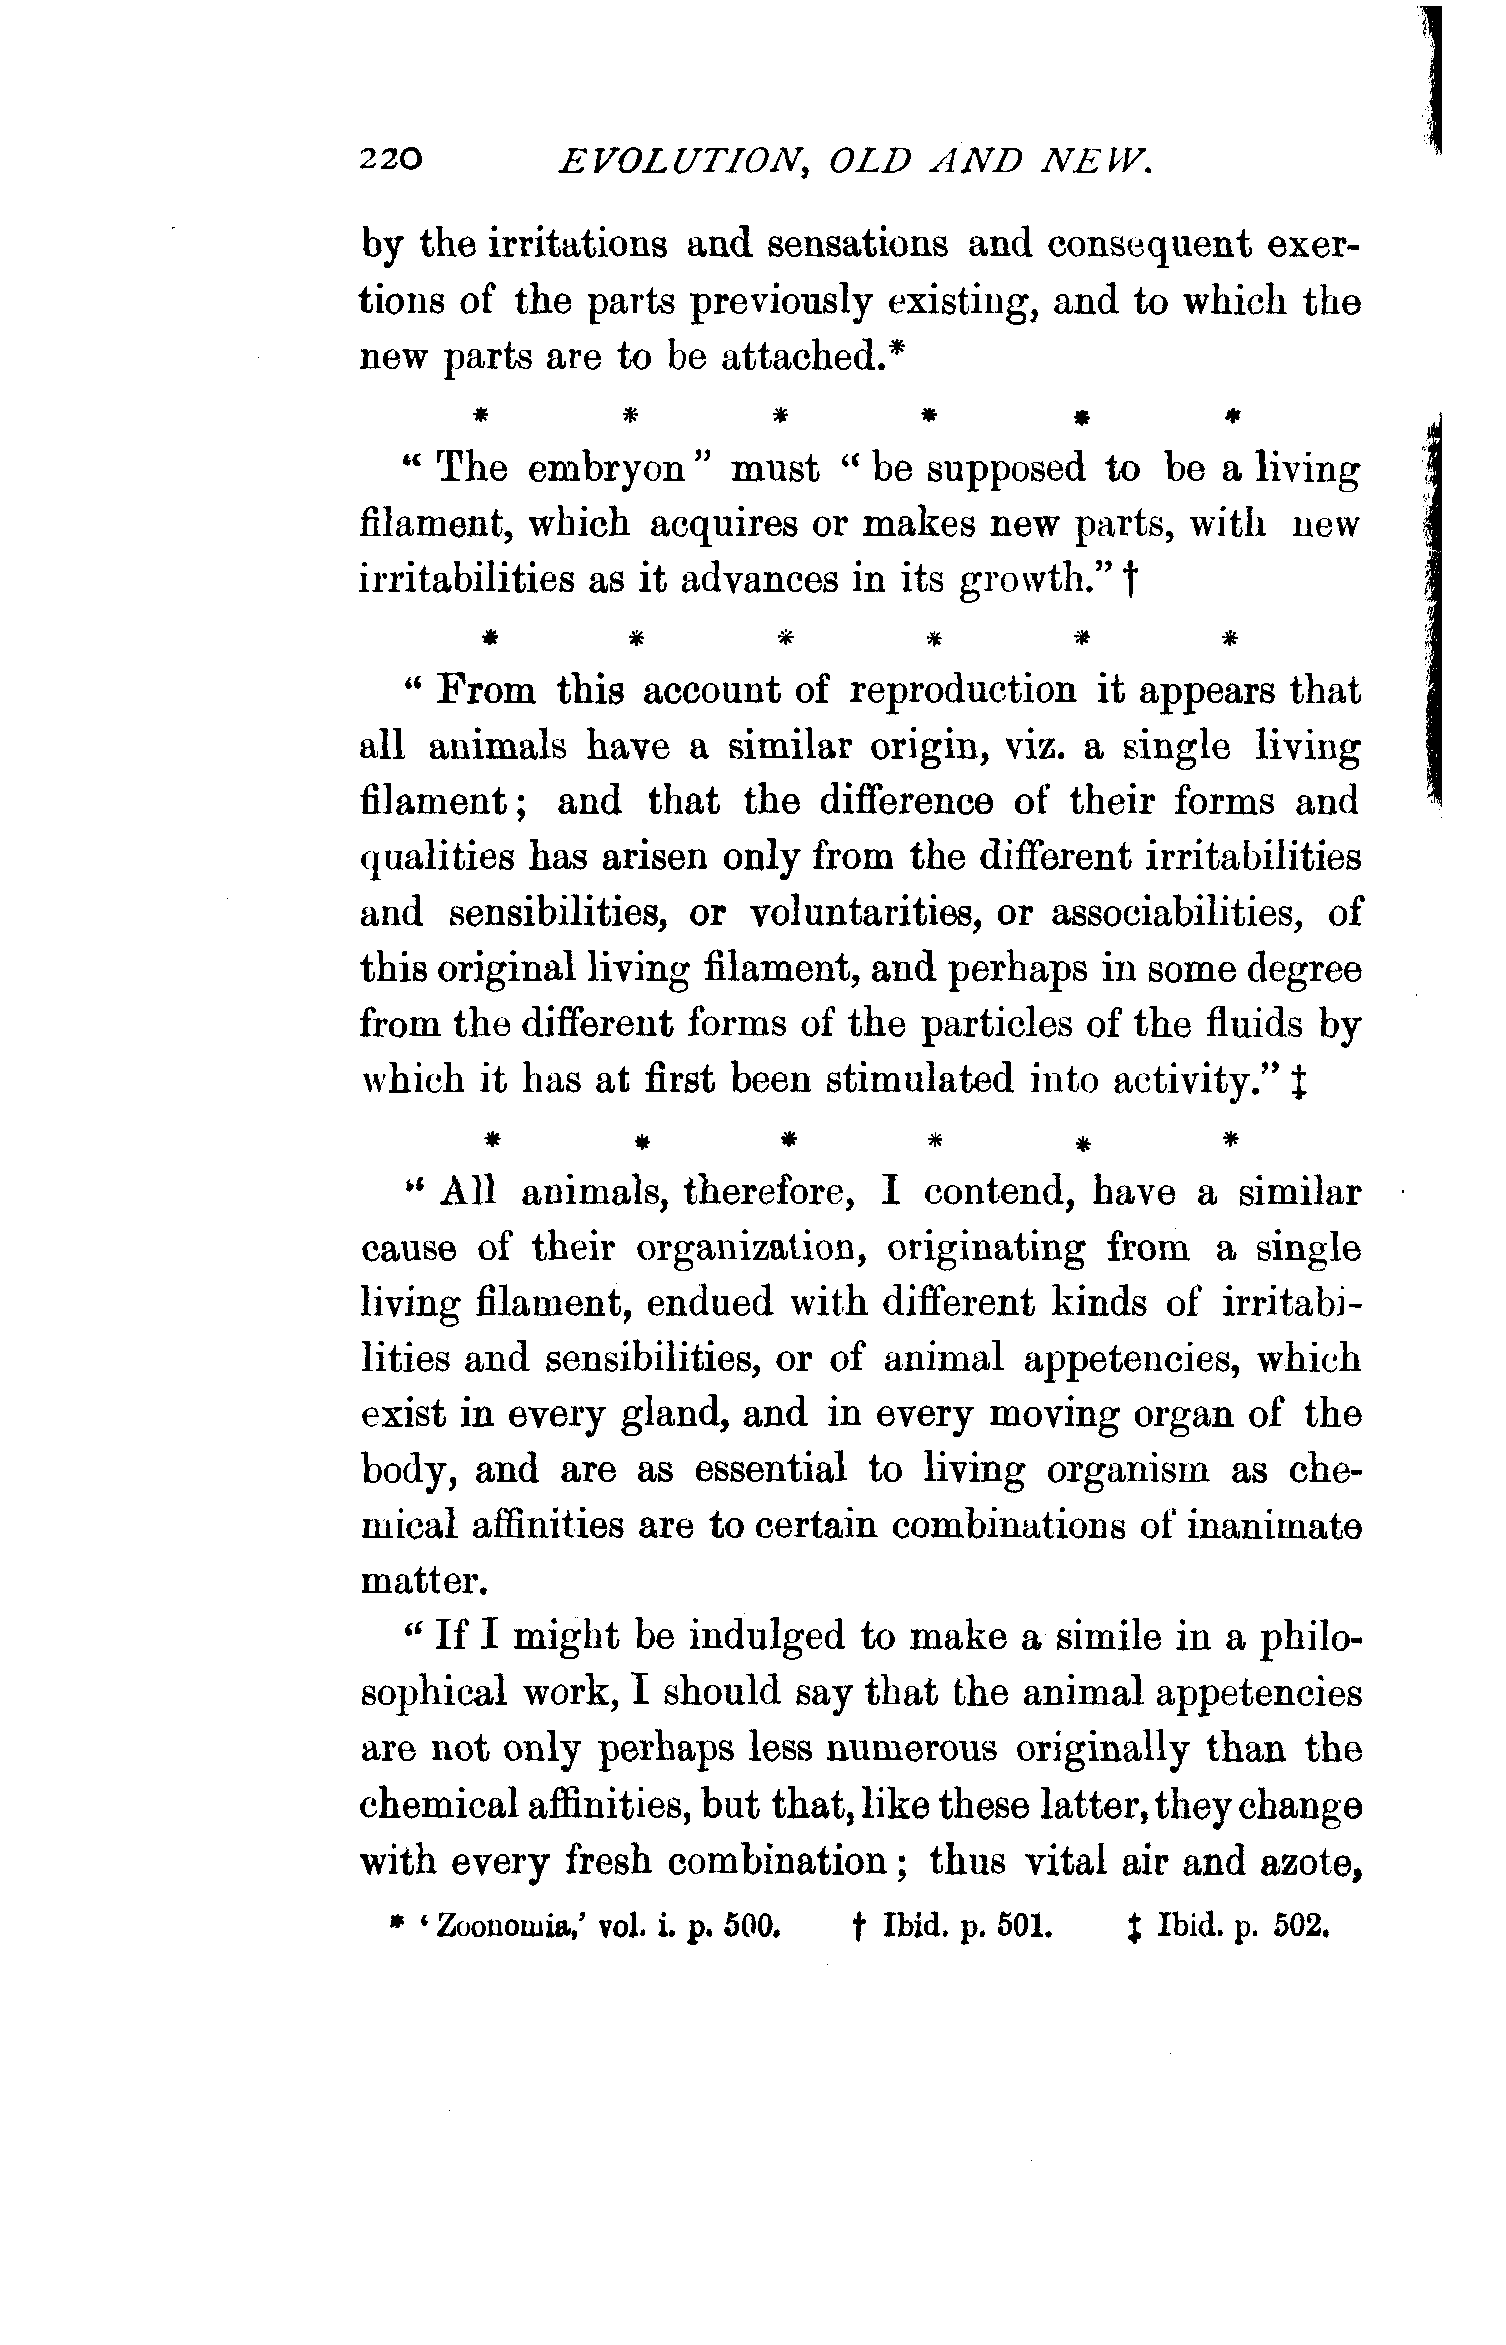 220 EVOLUTION, OLD AND NEW.
by the irritations and sensations and consequent exer-
tions of the parts previously existing, and to which the
new parts are to be attached.*
* * * * * *
“ The embryon ” must “ be supposed to be a living
filament, which acquires or makes new parts, with new
irritabilities as it advances in its growth.” †
* * * * * *
“ From this account of reproduction it appears that
all animals have a similar origin, viz. a single living
filament ; and that the difference of their forms and
qualities has arisen only from the different irritabilities
and sensibilities, or voluntarities, or associabilities, of
this original living filament, and perhaps in some degree
from the different forms of the particles of the fluids by
which it has at first been stimulated into activity.” ‡
* * * * * *
“ All animals, therefore, I contend, have a similar
cause of their organization, originating from a single
living filament, endued with different kinds of irritabi-
lities and sensibilities, or of animal appetencies, which
exist in every gland, and in every moving organ of the
body, and are as essential to living organism as che-
mical affinities are to certain combinations of inanimate
matter.
“ If I might be indulged to make a simile in a philo-
sophical work, I should say that the animal appetencies
are not only perhaps less numerous originally than the
chemical affinities, but that, like these latter, they change
with every fresh combination ; thus vital air and azote,
* ‘ Zoonomia,’ vol. i. p. 500. † Ibid. p. 501. ‡ Ibid. p. 502.